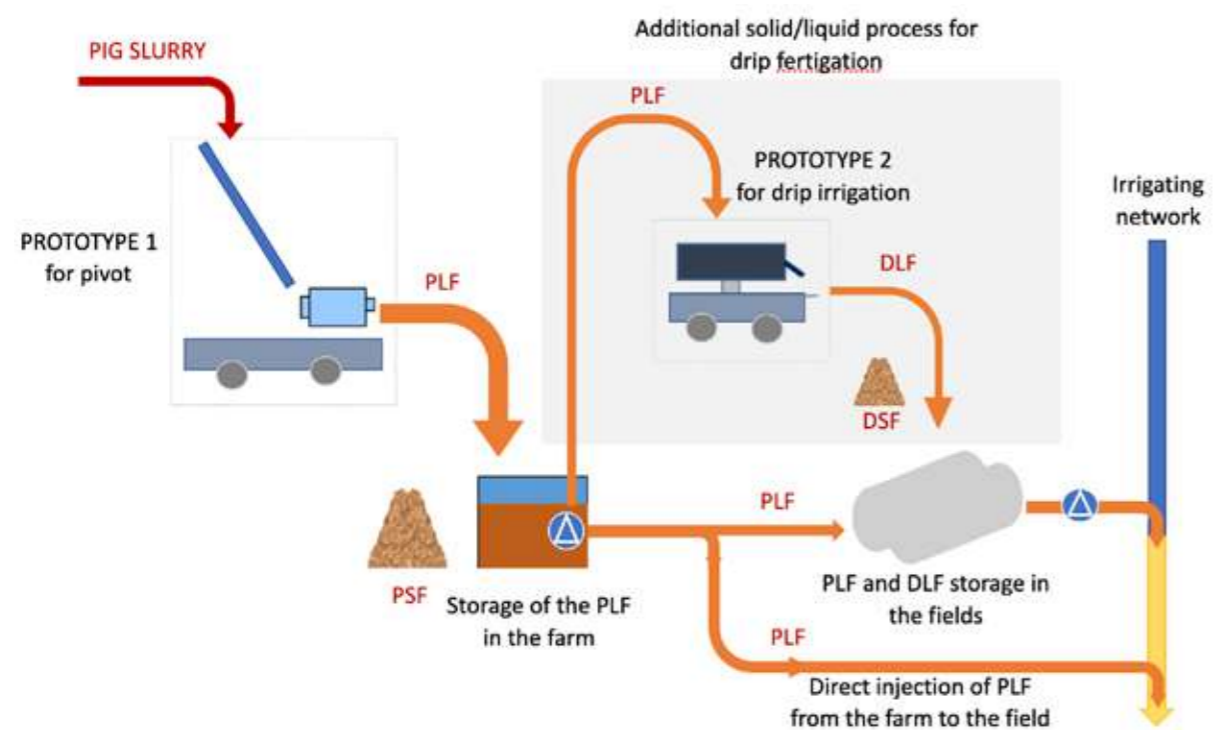 Additional solid/liquid process for
drip fertigation
PIG SLURRY
PLF
PROTOTYPE 2
for drip irrigation
Irrigating
network
PROTOTYPE 1
for pivot
PLF
DLF
DSF
PLF
PSF
Storage of the PLF
in the farm
PLF and DLF storage in
the fields
PLF
Direct injection of PLF
from the farm to the field